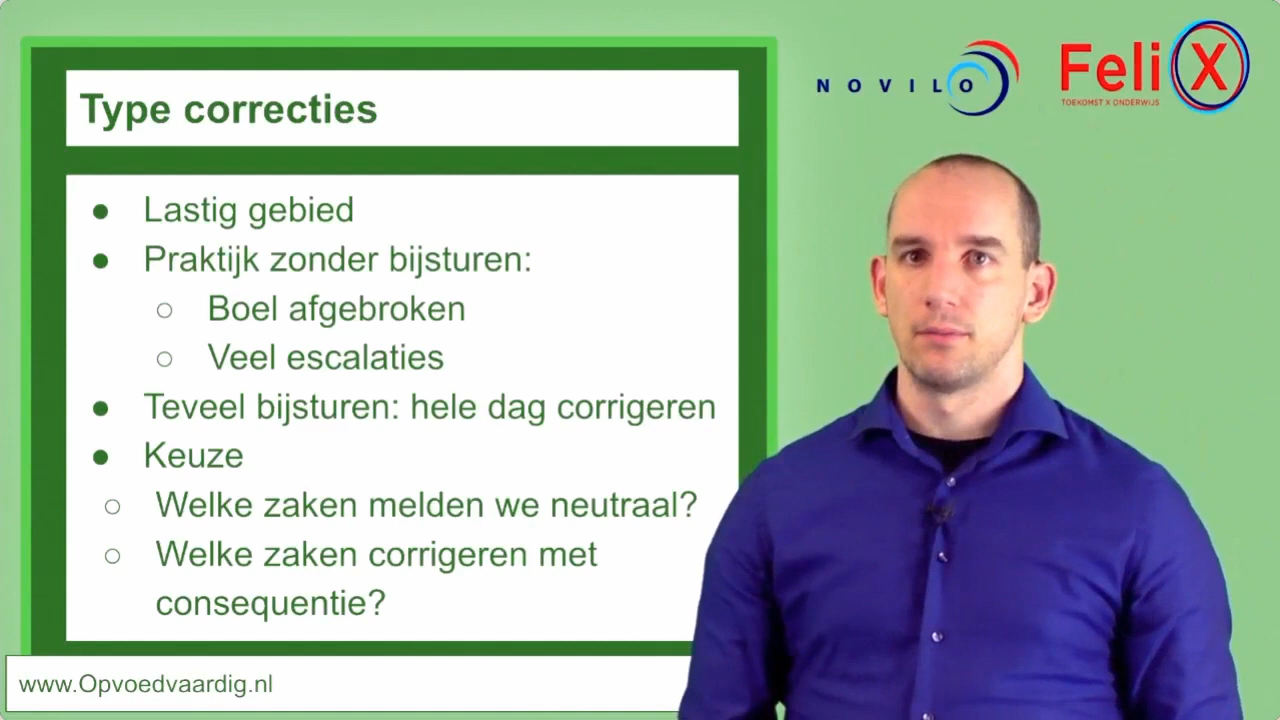 Type correcties
NOVILO
FeliX
TOEKOMST X ONDERWIJS
● Lastig gebied
● Praktijk zonder bijsturen:
○ Boel afgebroken
○ Veel escalaties
● Teveel bijsturen: hele dag corrigeren
● Keuze
○ Welke zaken melden we neutraal?
○ Welke zaken corrigeren met
consequentie?
www.Opvoedvaardig.nl